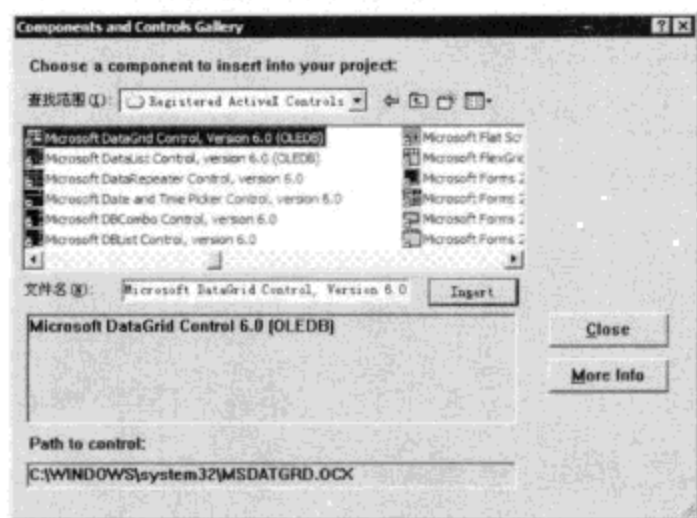 Components and Controls Gallery
Choose a component to insert into your project:
查找范围(I): Registered ActiveX Controls
Microsoft DataGrid Control, Version 6.0 (OLEDB)
Microsoft DataList Control, version 6.0 (OLEDB)
Microsoft DataRepeater Control, version 6.0
Microsoft Date and Time Picker Control, version 6.0
Microsoft DBCombo Control, version 6.0
Microsoft DBList Control, version 6.0
Microsoft Flat Scr
Microsoft FlexGri
Microsoft Forms 2
Microsoft Forms 2
Microsoft Forms 2
Microsoft Forms 2
文件名(N): Microsoft DataGrid Control, Version 6.0 Insert
Microsoft DataGrid Control 6.0 (OLEDB)
Close
More Info
Path to control:
C:\WINDOWS\system32\MSDATGRD.OCX